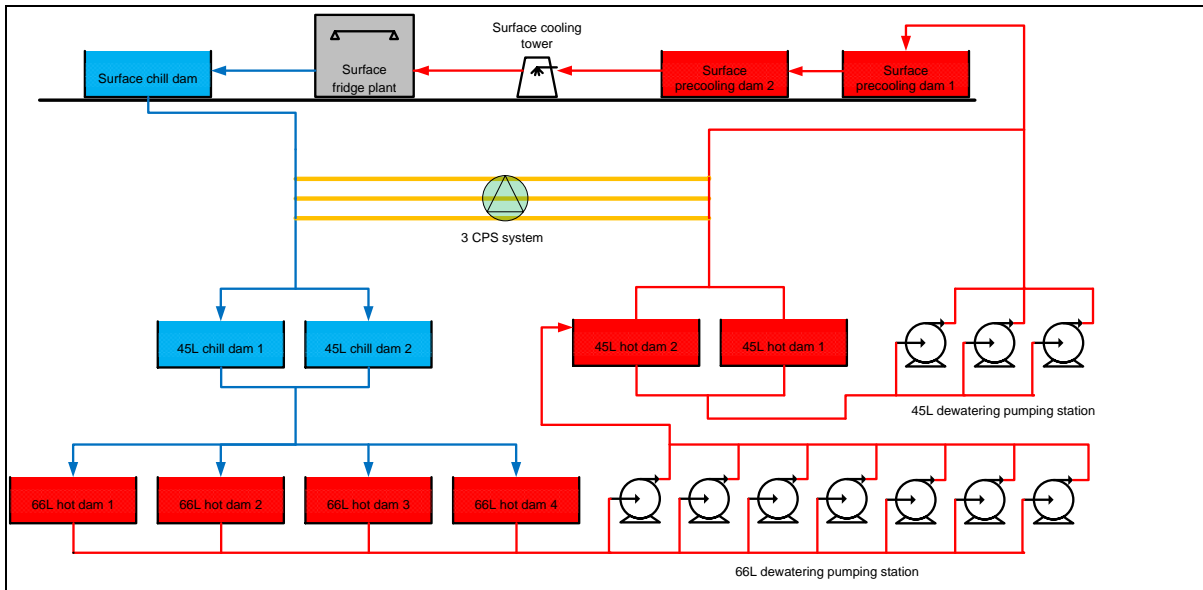 Surface cooling
tower
Surface chill dam
Surface
fridge plant
Surface
precooling dam 2
Surface
precooling dam 1
3 CPS system
45L chill dam 1
45L chill dam 2
45L hot dam 2
45L hot dam 1
45L dewatering pumping station
66L hot dam 1
66L hot dam 2
66L hot dam 3
66L hot dam 4
66L dewatering pumping station